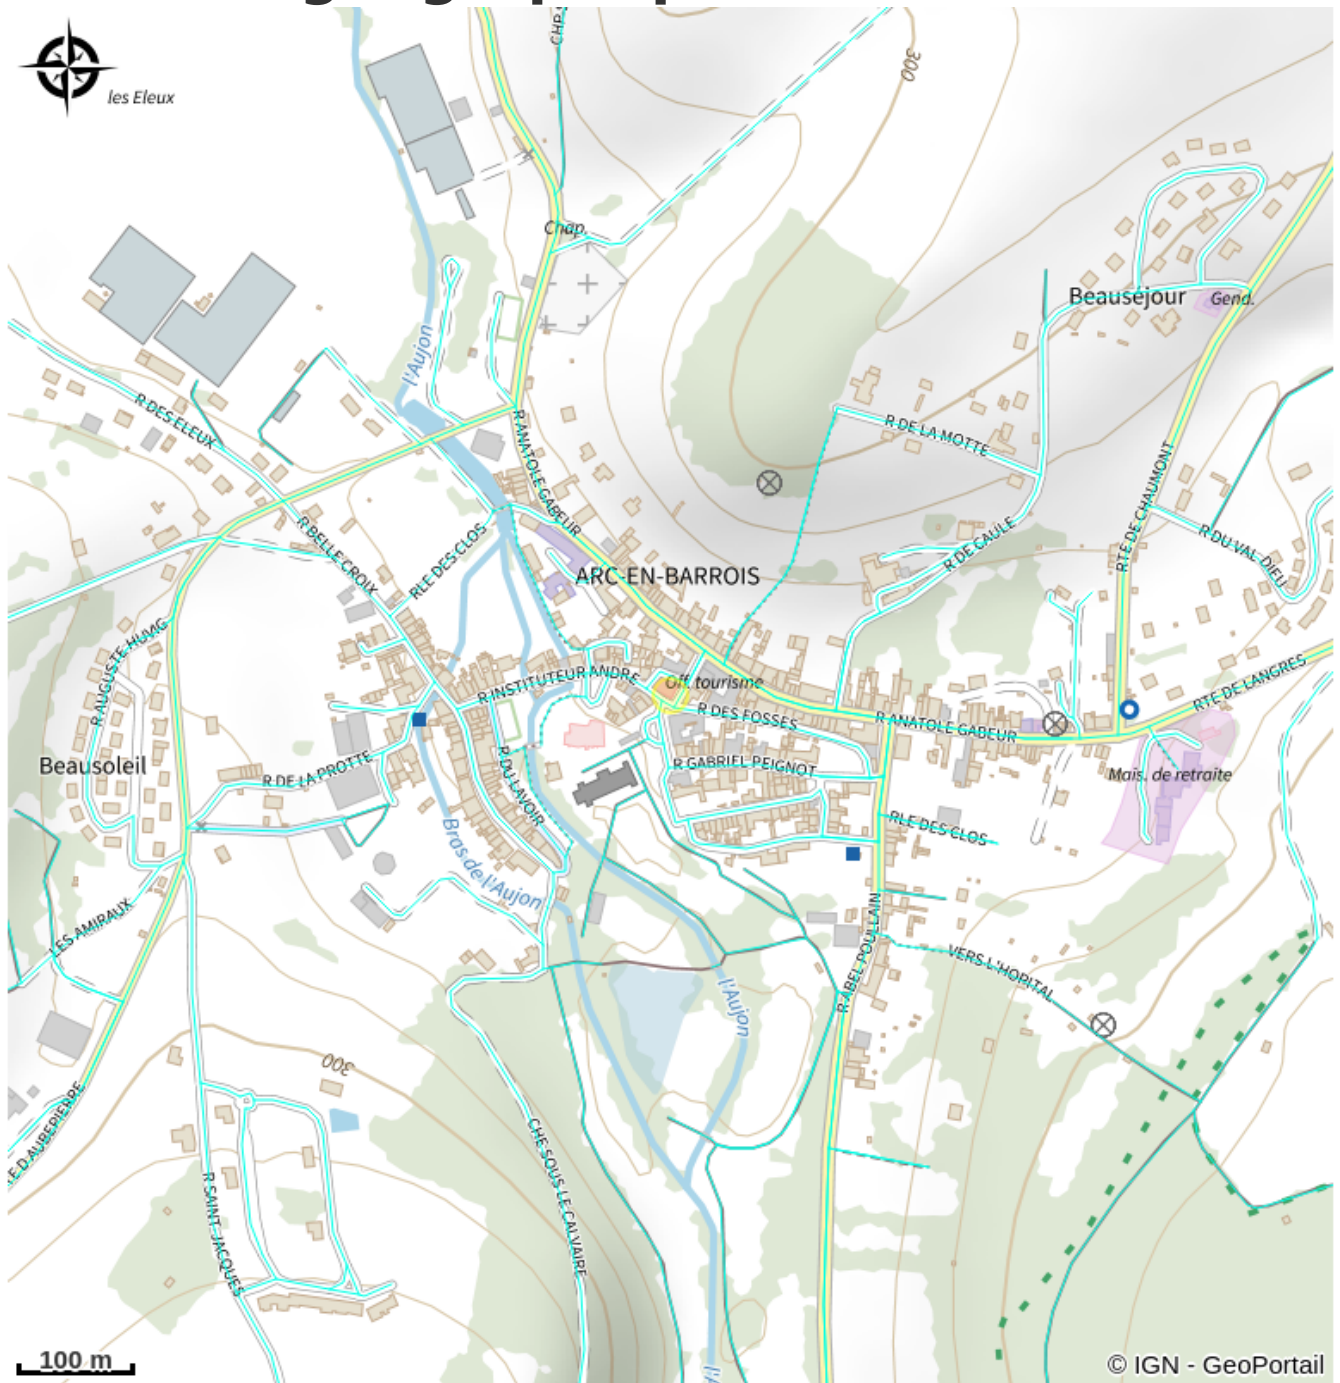 les Eleux
300
Chap.
Beauséjour
Gend.
l'Aujon
R DES ELEUX
R ANATOLE GABEUR
R DE LA MOTTE
RTE DE CHAUMONT
R BELLE CROIX
RLE DES CLOS
R DE CAULE
R DU VAL-DIEU
ARC-EN-BARROIS
R AUGUSTE HUVIG
R INSTITUTEUR ANDRE
Off. tourisme
RTE DE LANGRES
R DES FOSSES
R ANATOLE GABEUR
Beausoleil
R DE LA PROTTE
R DU LAVOIR
R GABRIEL PEIGNOT
Mais. de retraite
RLE DES CLOS
Bras de l'Aujon
LES AMIRAUX
R ABEL POULLAIN
VERS L'HOPITAL
l'Aujon
300
CHE SOUS LE CALVAIRE
R SAINT JACQUES
100 m
© IGN - GeoPortail